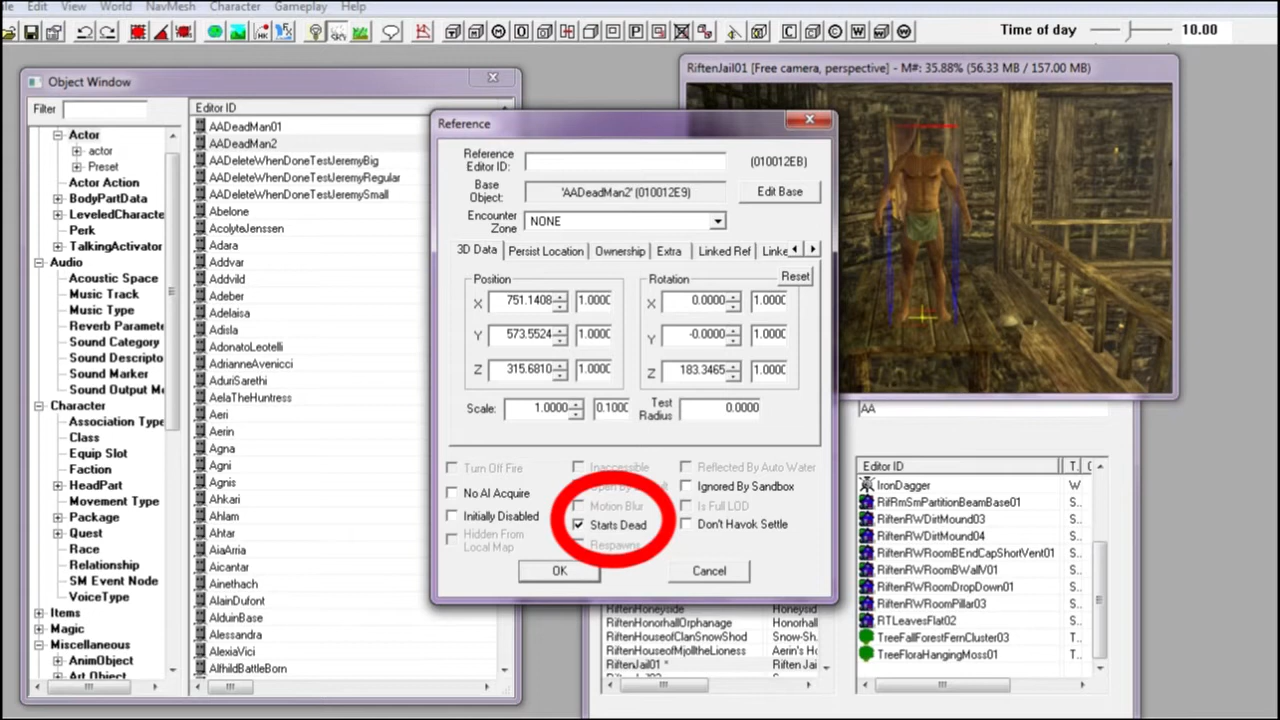 Edit View World NavMesh Character Gameplay Help
Time of day 10.00
Object Window
Filter
Actor
actor
Preset
Actor Action
BodyPartData
LeveledCharacte
Perk
TalkingActivator
Audio
Acoustic Space
Music Track
Music Type
Reverb Paramete
Sound Category
Sound Descripto
Sound Marker
Sound Output Me
Character
Association Type
Class
Equip Slot
Faction
HeadPart
Movement Type
Package
Quest
Race
Relationship
SM Event Node
VoiceType
Items
Magic
Miscellaneous
AnimObject
Art Object
Editor ID
AADeadMan01
AADeadMan2
AADeleteWhenDoneTestJeremyBig
AADeleteWhenDoneTestJeremyRegular
AADeleteWhenDoneTestJeremySmall
Abelone
AcolyteJenssen
Adara
Addvar
Addvild
Adeber
Adelaisa
Adisla
AdonatoLeotelli
AdrianneAvenicci
AduriSarethi
AelaTheHuntress
Aeri
Aerin
Agna
Agni
Agnis
Ahkari
Ahlam
Ahtar
AiaArria
Aicantar
Ainethach
AlainDufont
AlduinBase
Alessandra
AlexiaVici
AlfhildBattleBorn
Reference
Reference
Editor ID:
(010012EB)
Base
Object:
'AADeadMan2' (010012E9)
Edit Base
Encounter
Zone
NONE
3D Data Persist Location Ownership Extra Linked Ref Linke
Reset
Position
X 751.1408 1.000
Y 573.5524 1.000
Z 315.6810 1.000
Rotation
X 0.0000 1.000
Y -0.0000 1.000
Z 183.3465 1.000
Scale: 1.0000 0.100
Test
Radius
0.0000
Turn Off Fire Inaccessible Reflected By Auto Water
No AI Acquire Ignored By Sandbox
Initially Disabled Motion Blur Is Full LOD
Hidden From
Local Map
Starts Dead Don't Havok Settle
Respawns
OK Cancel
RiftenJail01 [Free camera, perspective] - M#: 35.88% (56.33 MB / 157.00 MB)
AA
Editor ID T. C
IronDagger W
RifRmSmPartitionBeamBase01 S..
RiftenRWDirtMound03 S..
RiftenRWDirtMound04 S..
RiftenRWRoomBEndCapShortVent01 S..
RiftenRWRoomBWallV01 S..
RiftenRWRoomDropDown01 S..
RiftenRWRoomPillar03 S..
RTLeavesFlat02 S..
TreeFallForestFernCluster03 T..
TreeFloraHangingMoss01 T..
RiftenHoneyside Honeysid
RiftenHonorhallOrphanage Honorhall
RiftenHouseofClanSnowShod Snow-Sh.
RiftenHouseofMjolltheLioness Aerin's H
RiftenJail01 * Riften Jai